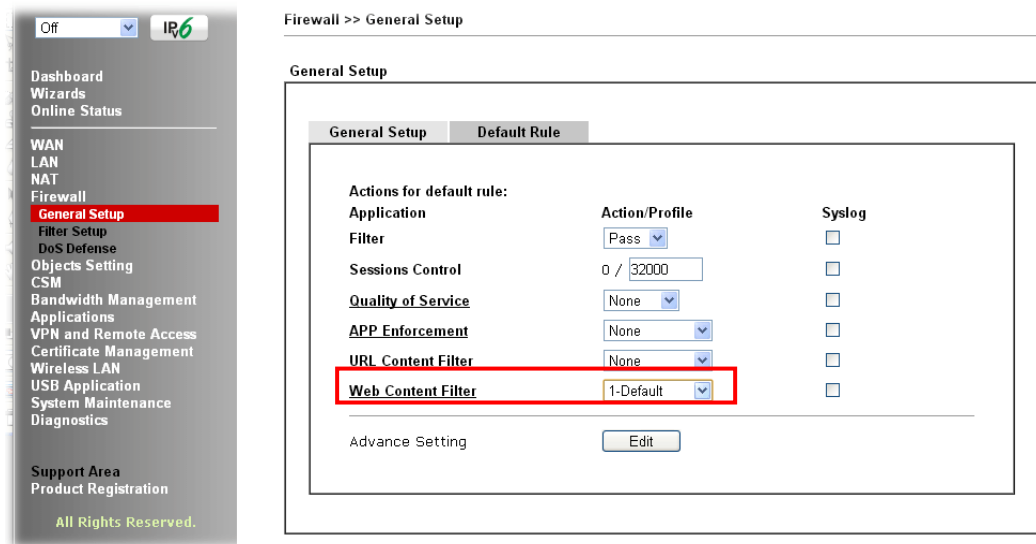 Off
IPv6
Dashboard
Wizards
Online Status
WAN
LAN
NAT
Firewall
General Setup
Filter Setup
DoS Defense
Objects Setting
CSM
Bandwidth Management
Applications
VPN and Remote Access
Certificate Management
Wireless LAN
USB Application
System Maintenance
Diagnostics
Support Area
Product Registration
All Rights Reserved.
Firewall >> General Setup
General Setup
General Setup Default Rule
Actions for default rule:
Application Action/Profile Syslog
Filter Pass
Sessions Control 0 / 32000
Quality of Service None
APP Enforcement None
URL Content Filter None
Web Content Filter 1-Default
Advance Setting Edit